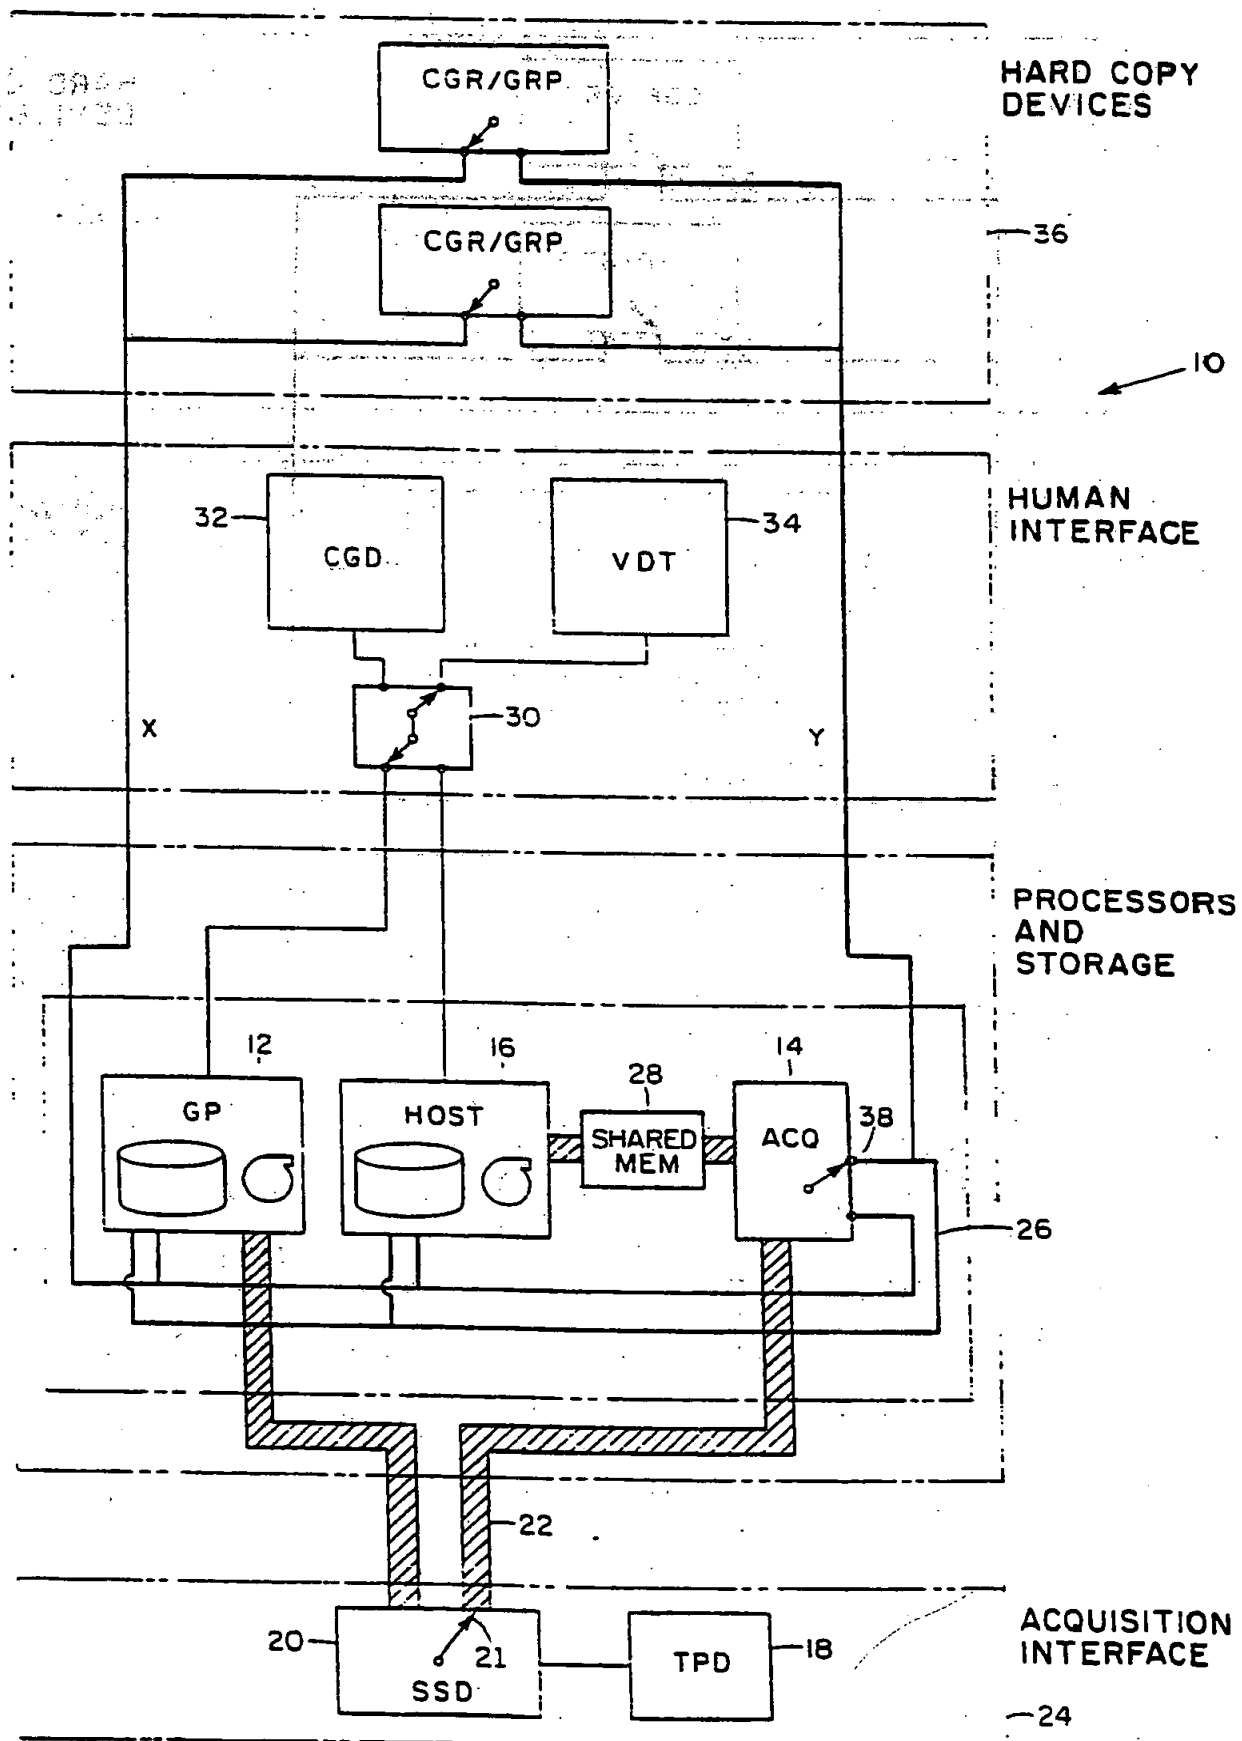 CGR/GRP
HARD COPY
DEVICES
CGR/GRP
36
10
HUMAN
INTERFACE
32
CGD
34
VDT
30
X
Y
PROCESSORS
AND
STORAGE
12
16
28
14
GP
HOST
SHARED
MEM
ACQ
38
26
22
20
21
SSD
TPD
18
ACQUISITION
INTERFACE
24